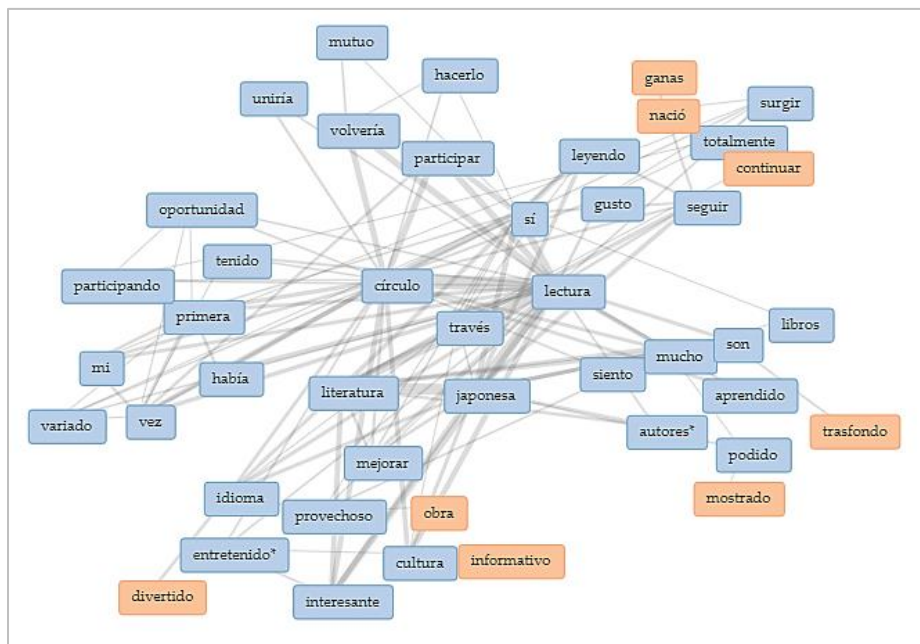 mutuo
hacerlo
ganas
uniría
surgir
nació
volvería
totalmente
leyendo
participar
continuar
oportunidad
gusto
seguir
sí
tenido
participando
círculo
lectura
primera
través
libros
son
mucho
mi
había
siento
literatura
japonesa
aprendido
variado
vez
autores*
trasfondo
podido
mejorar
idioma
mostrado
provechoso
obra
entretenido*
cultura
informativo
divertido
interesante